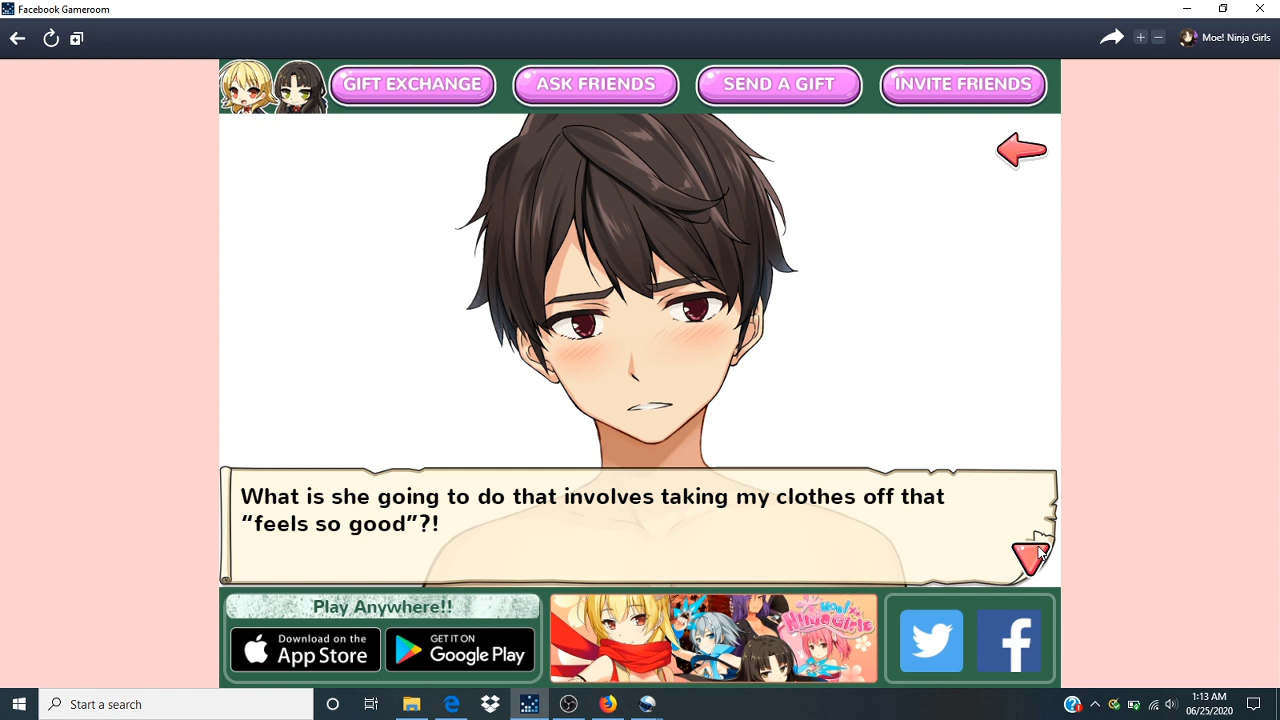 Facebook Gameroom
Moe! Ninja Girls
GIFT EXCHANGE
ASK FRIENDS
SEND A GIFT
INVITE FRIENDS
What is she going to do that involves taking my clothes off that
“feels so good”?!
Play Anywhere!!
Download on the
App Store
GET IT ON
Google Play
Moe!
Ninja Girls
Start a search
1:13 AM
06/25/2020